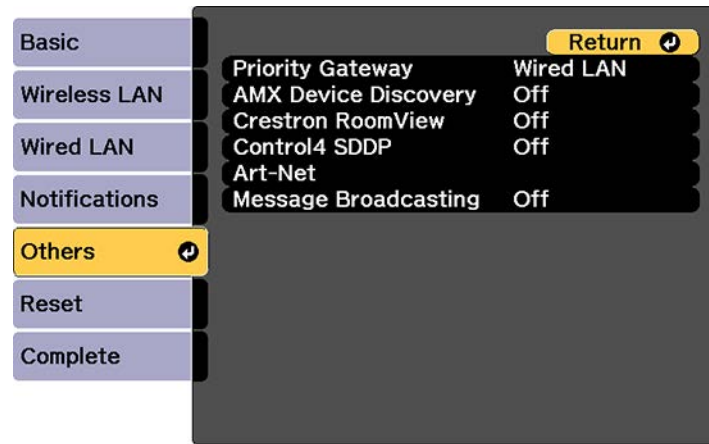 Basic
Wireless LAN
Wired LAN
Notifications
Others
Reset
Complete
Return
Priority Gateway Wired LAN
AMX Device Discovery Off
Crestron RoomView Off
Control4 SDDP Off
Art-Net
Message Broadcasting Off